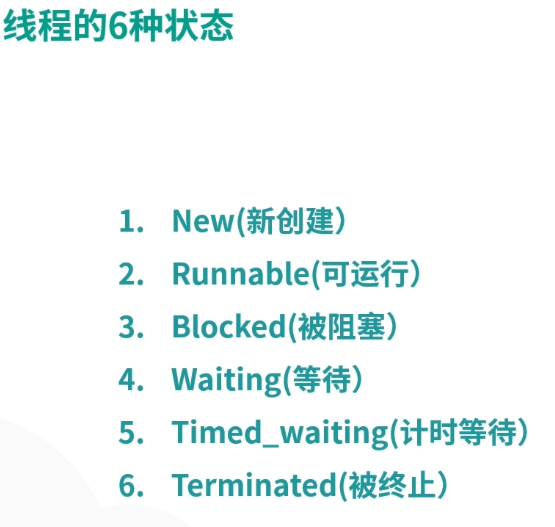 线程的6种状态
1. New(新创建）
2. Runnable(可运行）
3. Blocked(被阻塞）
4. Waiting(等待）
5. Timed_waiting(计时等待）
6. Terminated(被终止）